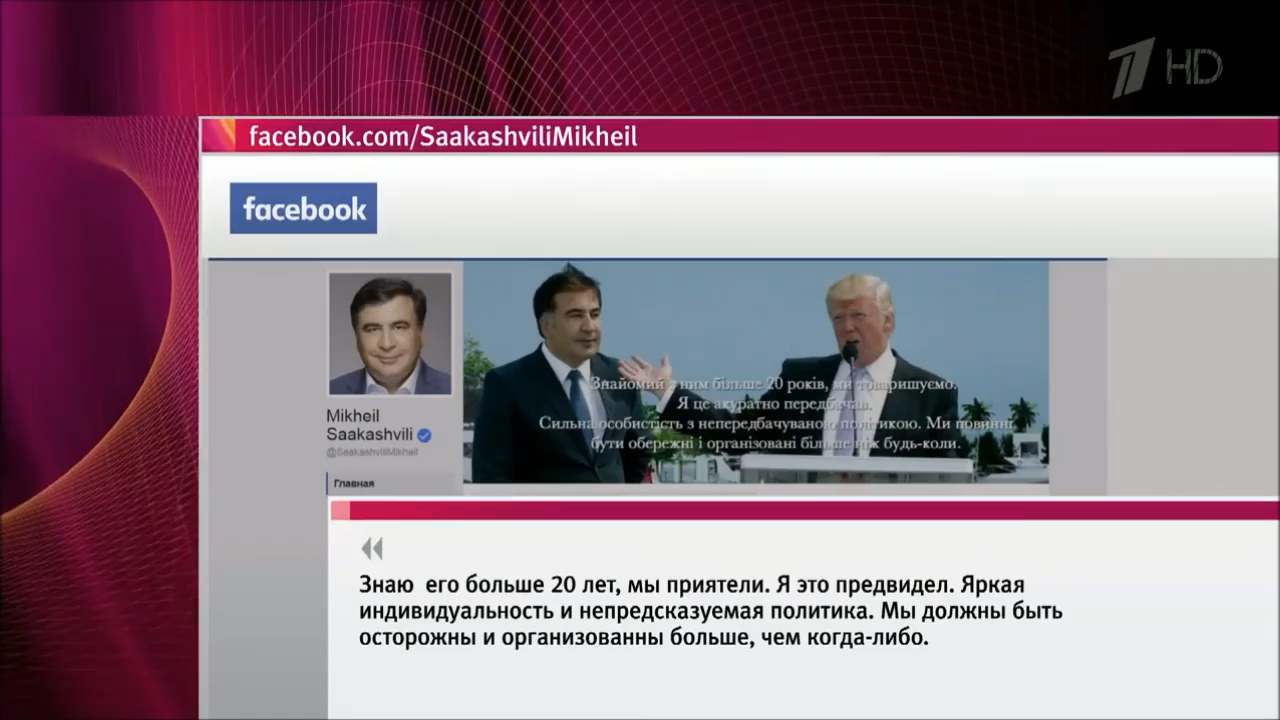 1 HD
facebook.com/SaakashviliMikheil
facebook
Mikheil
Saakashvili
@SaakashviliMikheil
Главная
Знайомий з ним більше 20 років, ми товаришуємо.
Я це акуратно передбачав.
Сильна особистість з непередбачуваною політикою. Ми повинні
бути обережні і організовані більше ніж будь-коли.
Знаю его больше 20 лет, мы приятели. Я это предвидел. Яркая
индивидуальность и непредсказуемая политика. Мы должны быть
осторожны и организованны больше, чем когда-либо.